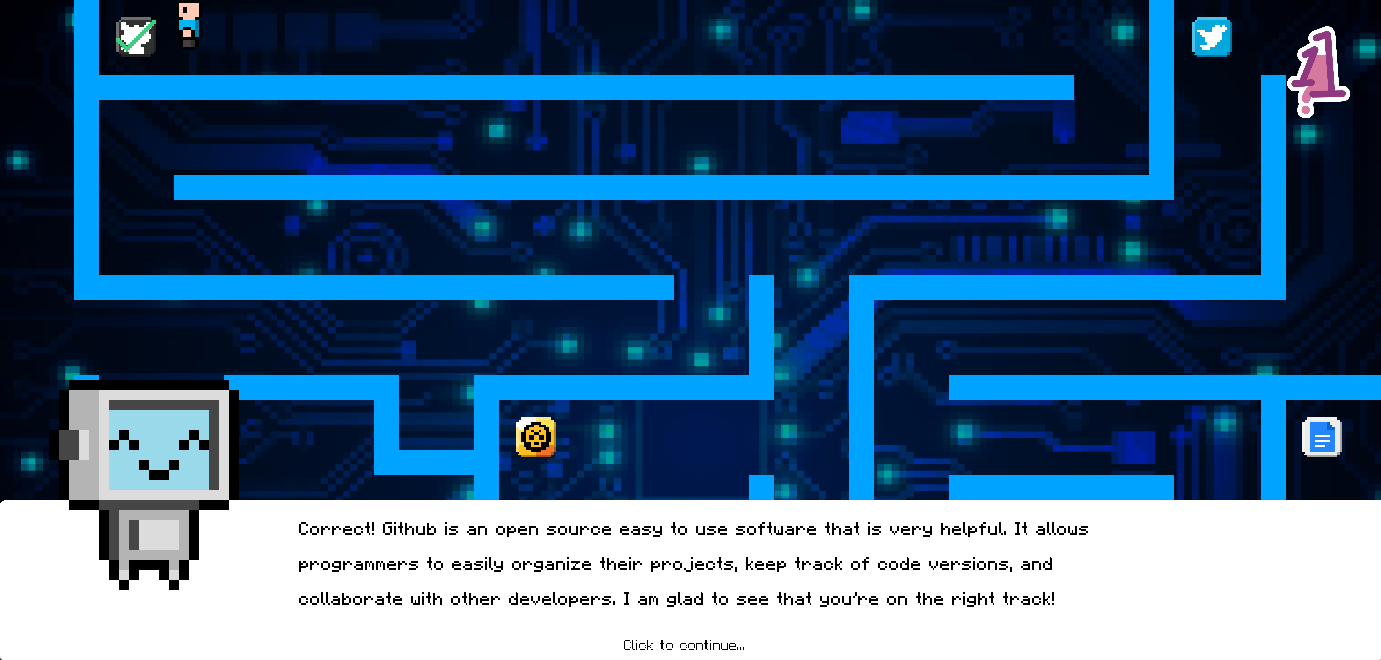 1
Correct! Github is an open source easy to use software that is very helpful. It allows
programmers to easily organize their projects, keep track of code versions, and
collaborate with other developers. I am glad to see that you're on the right track!
Click to continue...